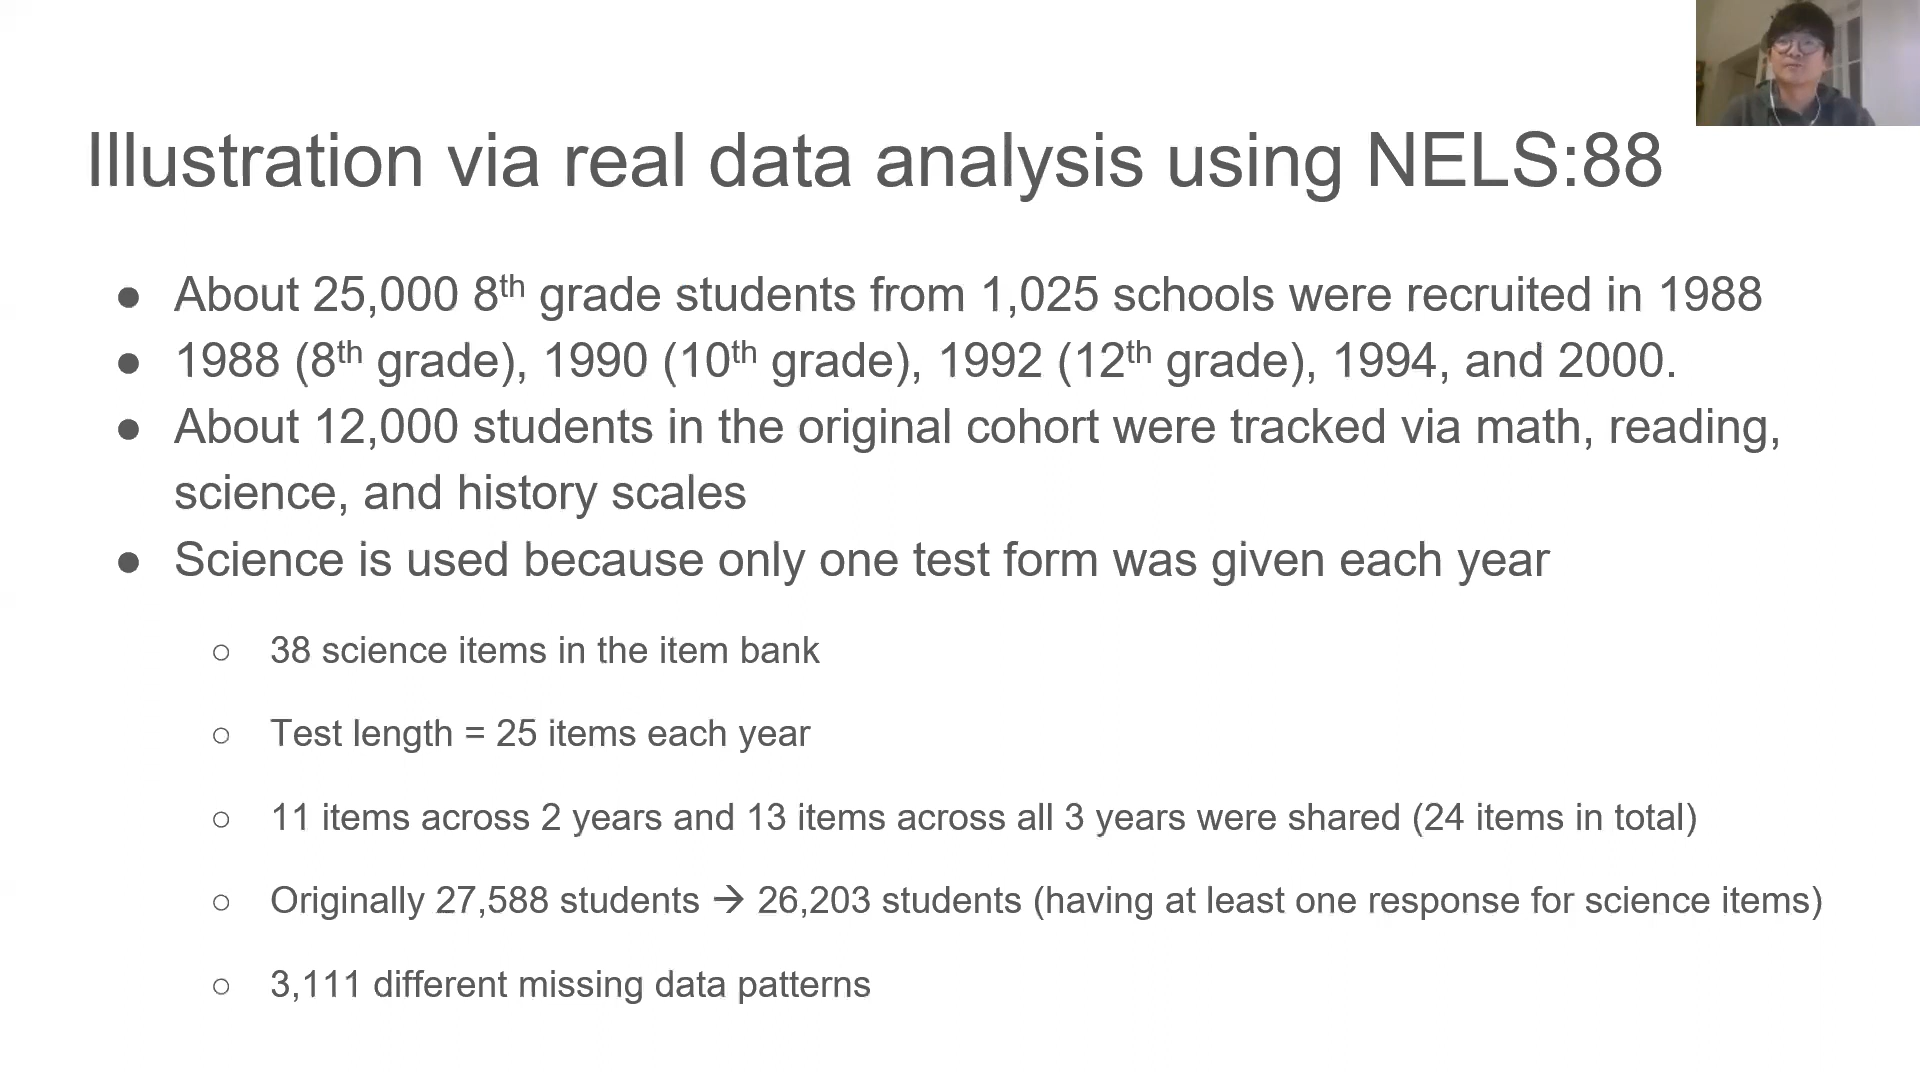 Illustration via real data analysis using NELS:88
● About 25,000 8th grade students from 1,025 schools were recruited in 1988
● 1988 (8th grade), 1990 (10th grade), 1992 (12th grade), 1994, and 2000.
● About 12,000 students in the original cohort were tracked via math, reading,
science, and history scales
● Science is used because only one test form was given each year
○ 38 science items in the item bank
○ Test length = 25 items each year
○ 11 items across 2 years and 13 items across all 3 years were shared (24 items in total)
○ Originally 27,588 students → 26,203 students (having at least one response for science items)
○ 3,111 different missing data patterns